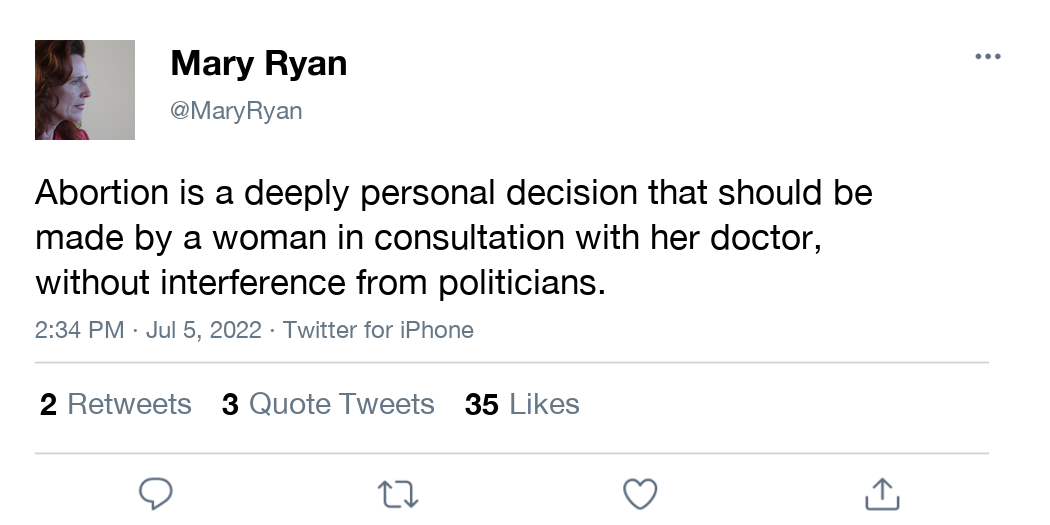 Mary Ryan
@MaryRyan
Abortion is a deeply personal decision that should be
made by a woman in consultation with her doctor,
without interference from politicians.
2:34 PM · Jul 5, 2022 · Twitter for iPhone
2 Retweets 3 Quote Tweets 35 Likes